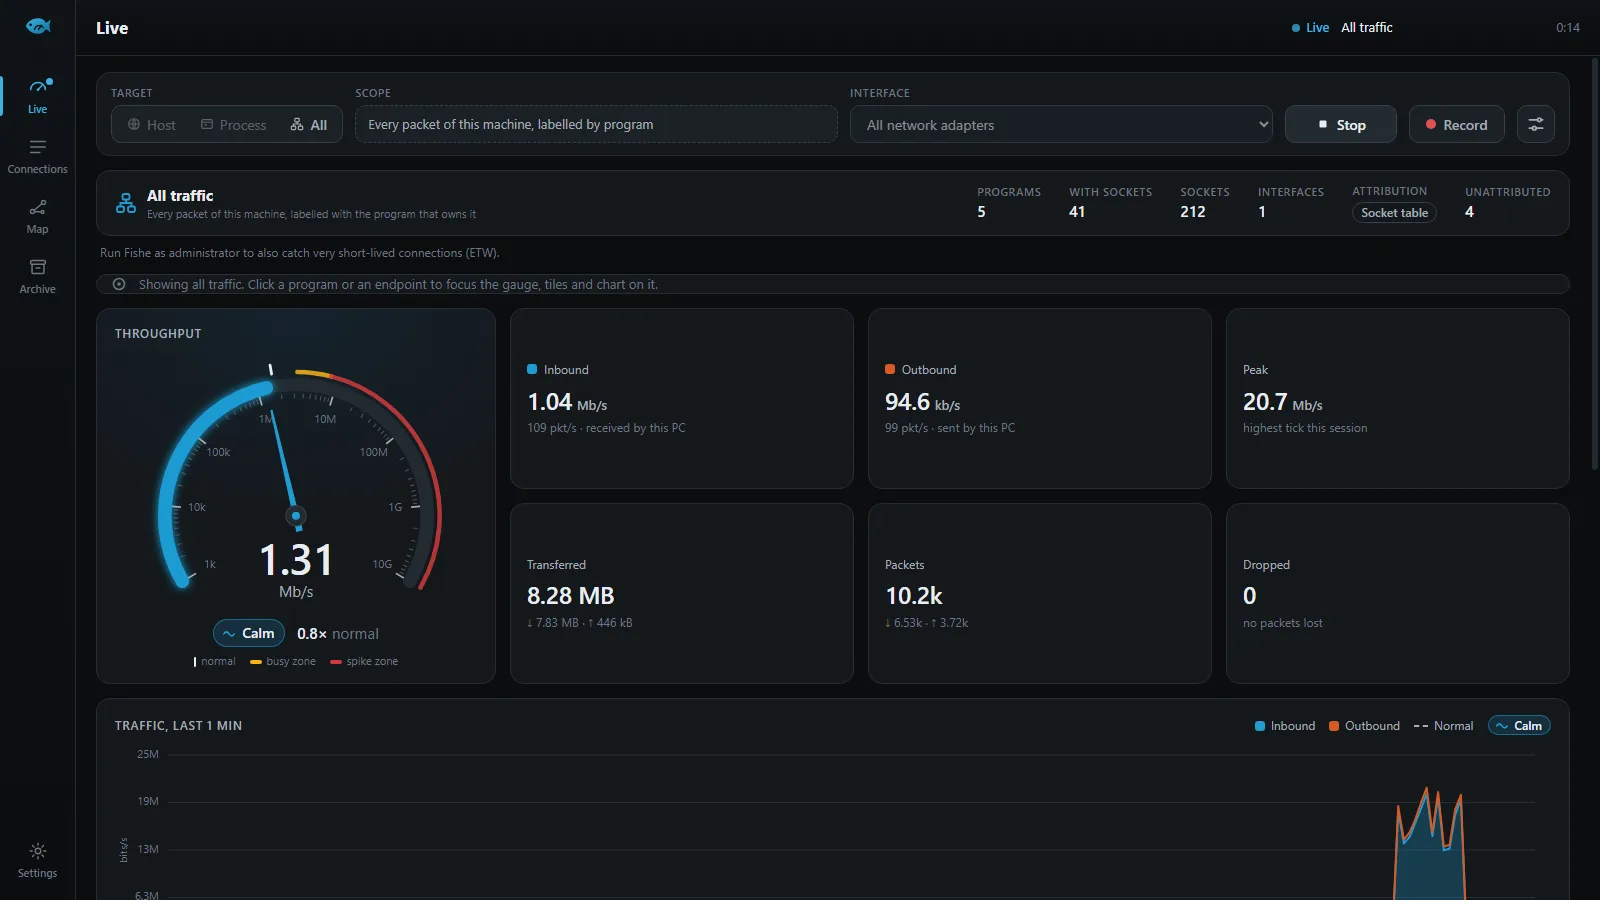 Live
Live All traffic
0:14
Live
Connections
Map
Archive
Settings
TARGET
Host Process All
SCOPE
Every packet of this machine, labelled by program
INTERFACE
All network adapters
Stop
Record
All traffic
Every packet of this machine, labelled with the program that owns it
PROGRAMS
5
WITH SOCKETS
41
SOCKETS
212
INTERFACES
1
ATTRIBUTION
Socket table
UNATTRIBUTED
4
Run Fishe as administrator to also catch very short-lived connections (ETW).
Showing all traffic. Click a program or an endpoint to focus the gauge, tiles and chart on it.
THROUGHPUT
1k
10k
100k
1M
10M
100M
1G
10G
1.31
Mb/s
Calm 0.8× normal
normal busy zone spike zone
Inbound
1.04 Mb/s
109 pkt/s · received by this PC
Outbound
94.6 kb/s
99 pkt/s · sent by this PC
Peak
20.7 Mb/s
highest tick this session
Transferred
8.28 MB
↓ 7.83 MB · ↑ 446 kB
Packets
10.2k
↓ 6.53k · ↑ 3.72k
Dropped
0
no packets lost
TRAFFIC, LAST 1 MIN
Inbound Outbound Normal Calm
25M
19M
13M
6.3M
bits/s